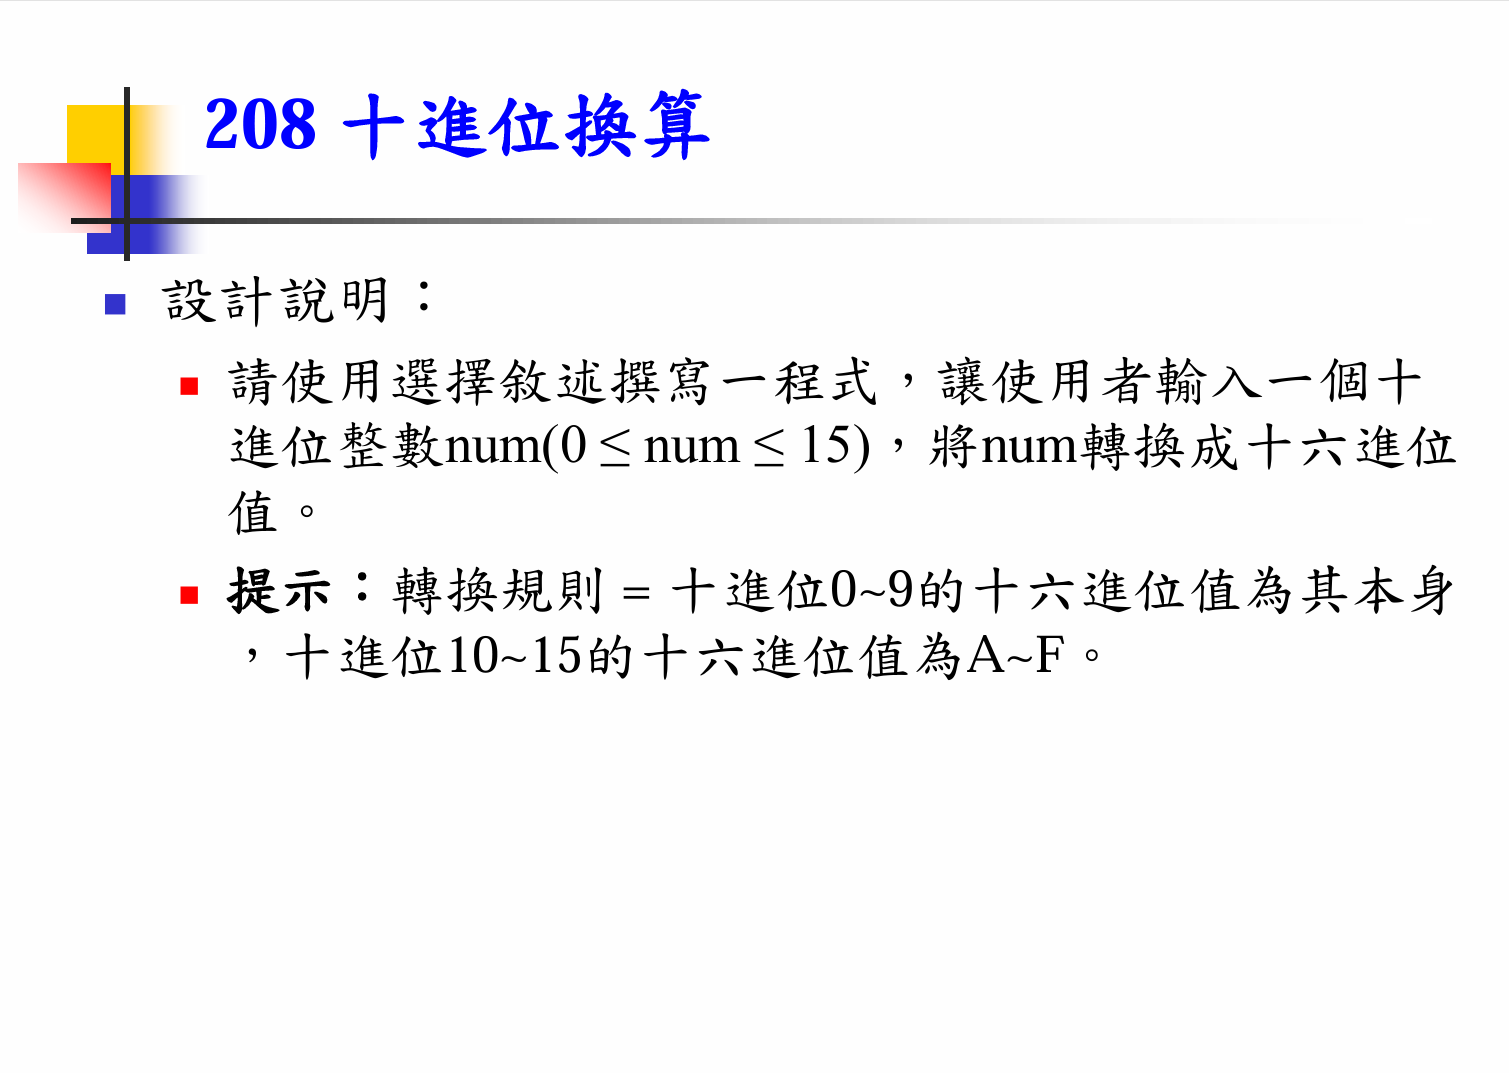 208 十進位換算
設計說明：
請使用選擇敘述撰寫一程式，讓使用者輸入一個十
進位整數num(0 ≤ num ≤ 15)，將num轉換成十六進位
值。
提示：轉換規則 = 十進位0~9的十六進位值為其本身
，十進位10~15的十六進位值為A~F。